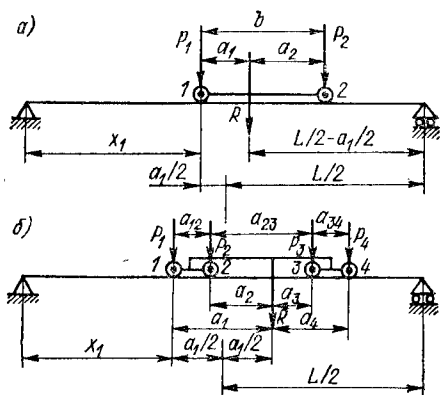 а)
b
P₁
P₂
a₁
a₂
1
2
R
x₁
L/2-a₁/2
a₁/2
L/2
б)
P₁
a₁₂
P₂
a₂₃
P₃
a₃₄
P₄
1
2
3
4
a₂
a₃
a₁
R
a₄
x₁
a₁/2
a₁/2
L/2